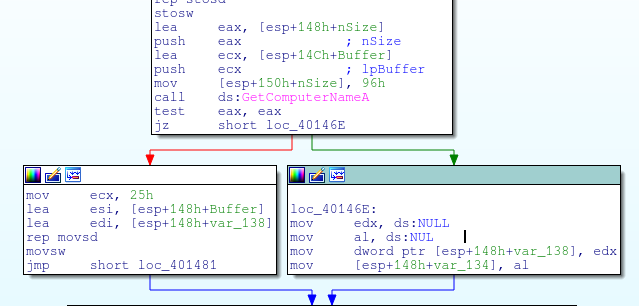 rep stosd
stosw
lea     eax, [esp+148h+nSize]
push    eax             ; nSize
lea     ecx, [esp+14Ch+Buffer]
push    ecx             ; lpBuffer
mov     [esp+150h+nSize], 96h
call    ds:GetComputerNameA
test    eax, eax
jz      short loc_40146E
mov     ecx, 25h
lea     esi, [esp+148h+Buffer]
lea     edi, [esp+148h+var_138]
rep movsd
movsw
jmp     short loc_401481
loc_40146E:
mov     edx, ds:NULL
mov     al, ds:NUL
mov     dword ptr [esp+148h+var_138], edx
mov     [esp+148h+var_134], al